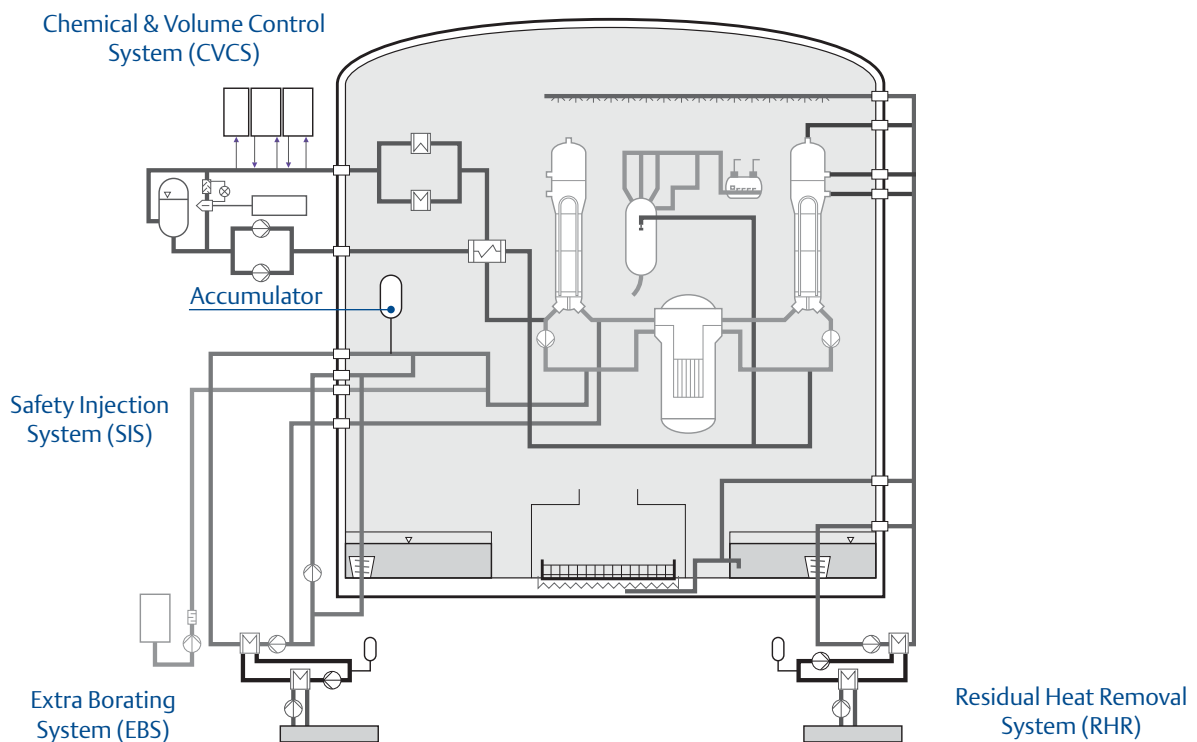 Chemical & Volume Control
System (CVCS)
Accumulator
Safety Injection
System (SIS)
Extra Borating
System (EBS)
Residual Heat Removal
System (RHR)